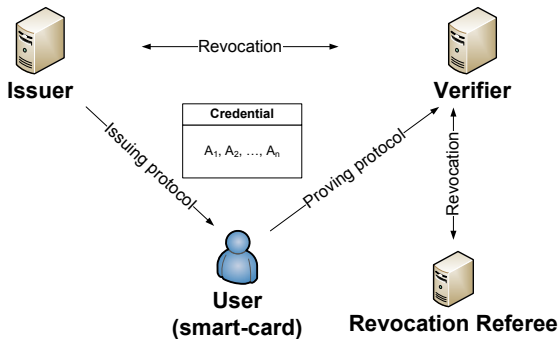 Revocation
Issuer
Verifier
Credential
A1, A2, …, An
Issuing protocol
Proving protocol
Revocation
User
(smart-card)
Revocation Referee